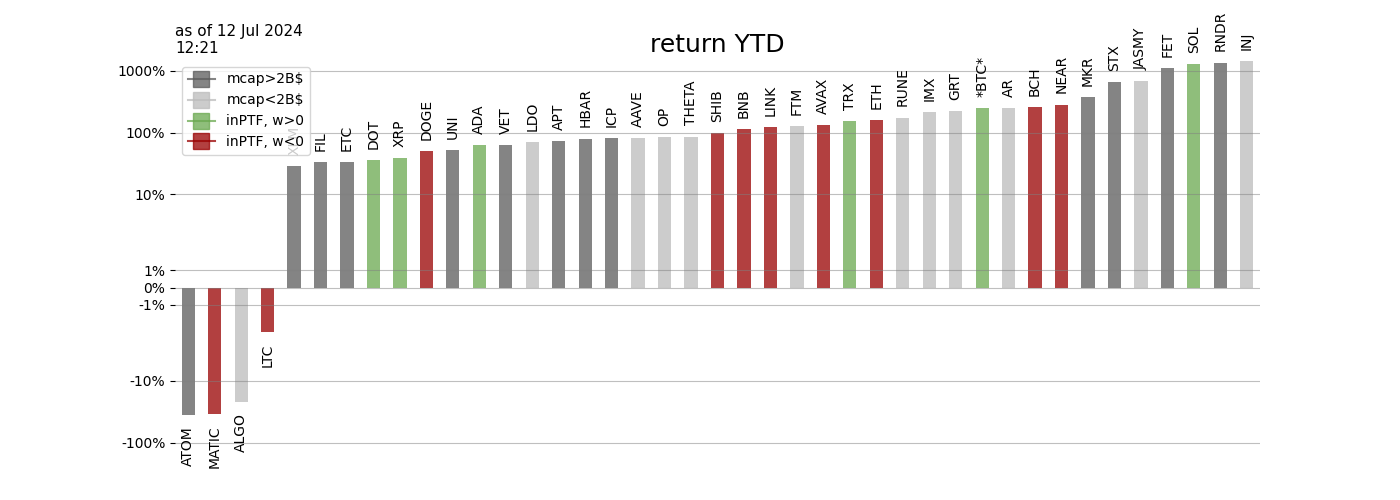 as of 12 Jul 2024
12:21
return YTD
mcap>2B$
mcap<2B$
inPTF, w>0
inPTF, w<0
1000%
100%
10%
1%
0%
-1%
-10%
-100%
ATOM
MATIC
ALGO
LTC
FIL
ETC
DOT
XRP
DOGE
UNI
ADA
VET
LDO
APT
HBAR
ICP
AAVE
OP
THETA
SHIB
BNB
LINK
FTM
AVAX
TRX
ETH
RUNE
IMX
GRT
*BTC*
AR
BCH
NEAR
MKR
STX
JASMY
FET
SOL
RNDR
INJ